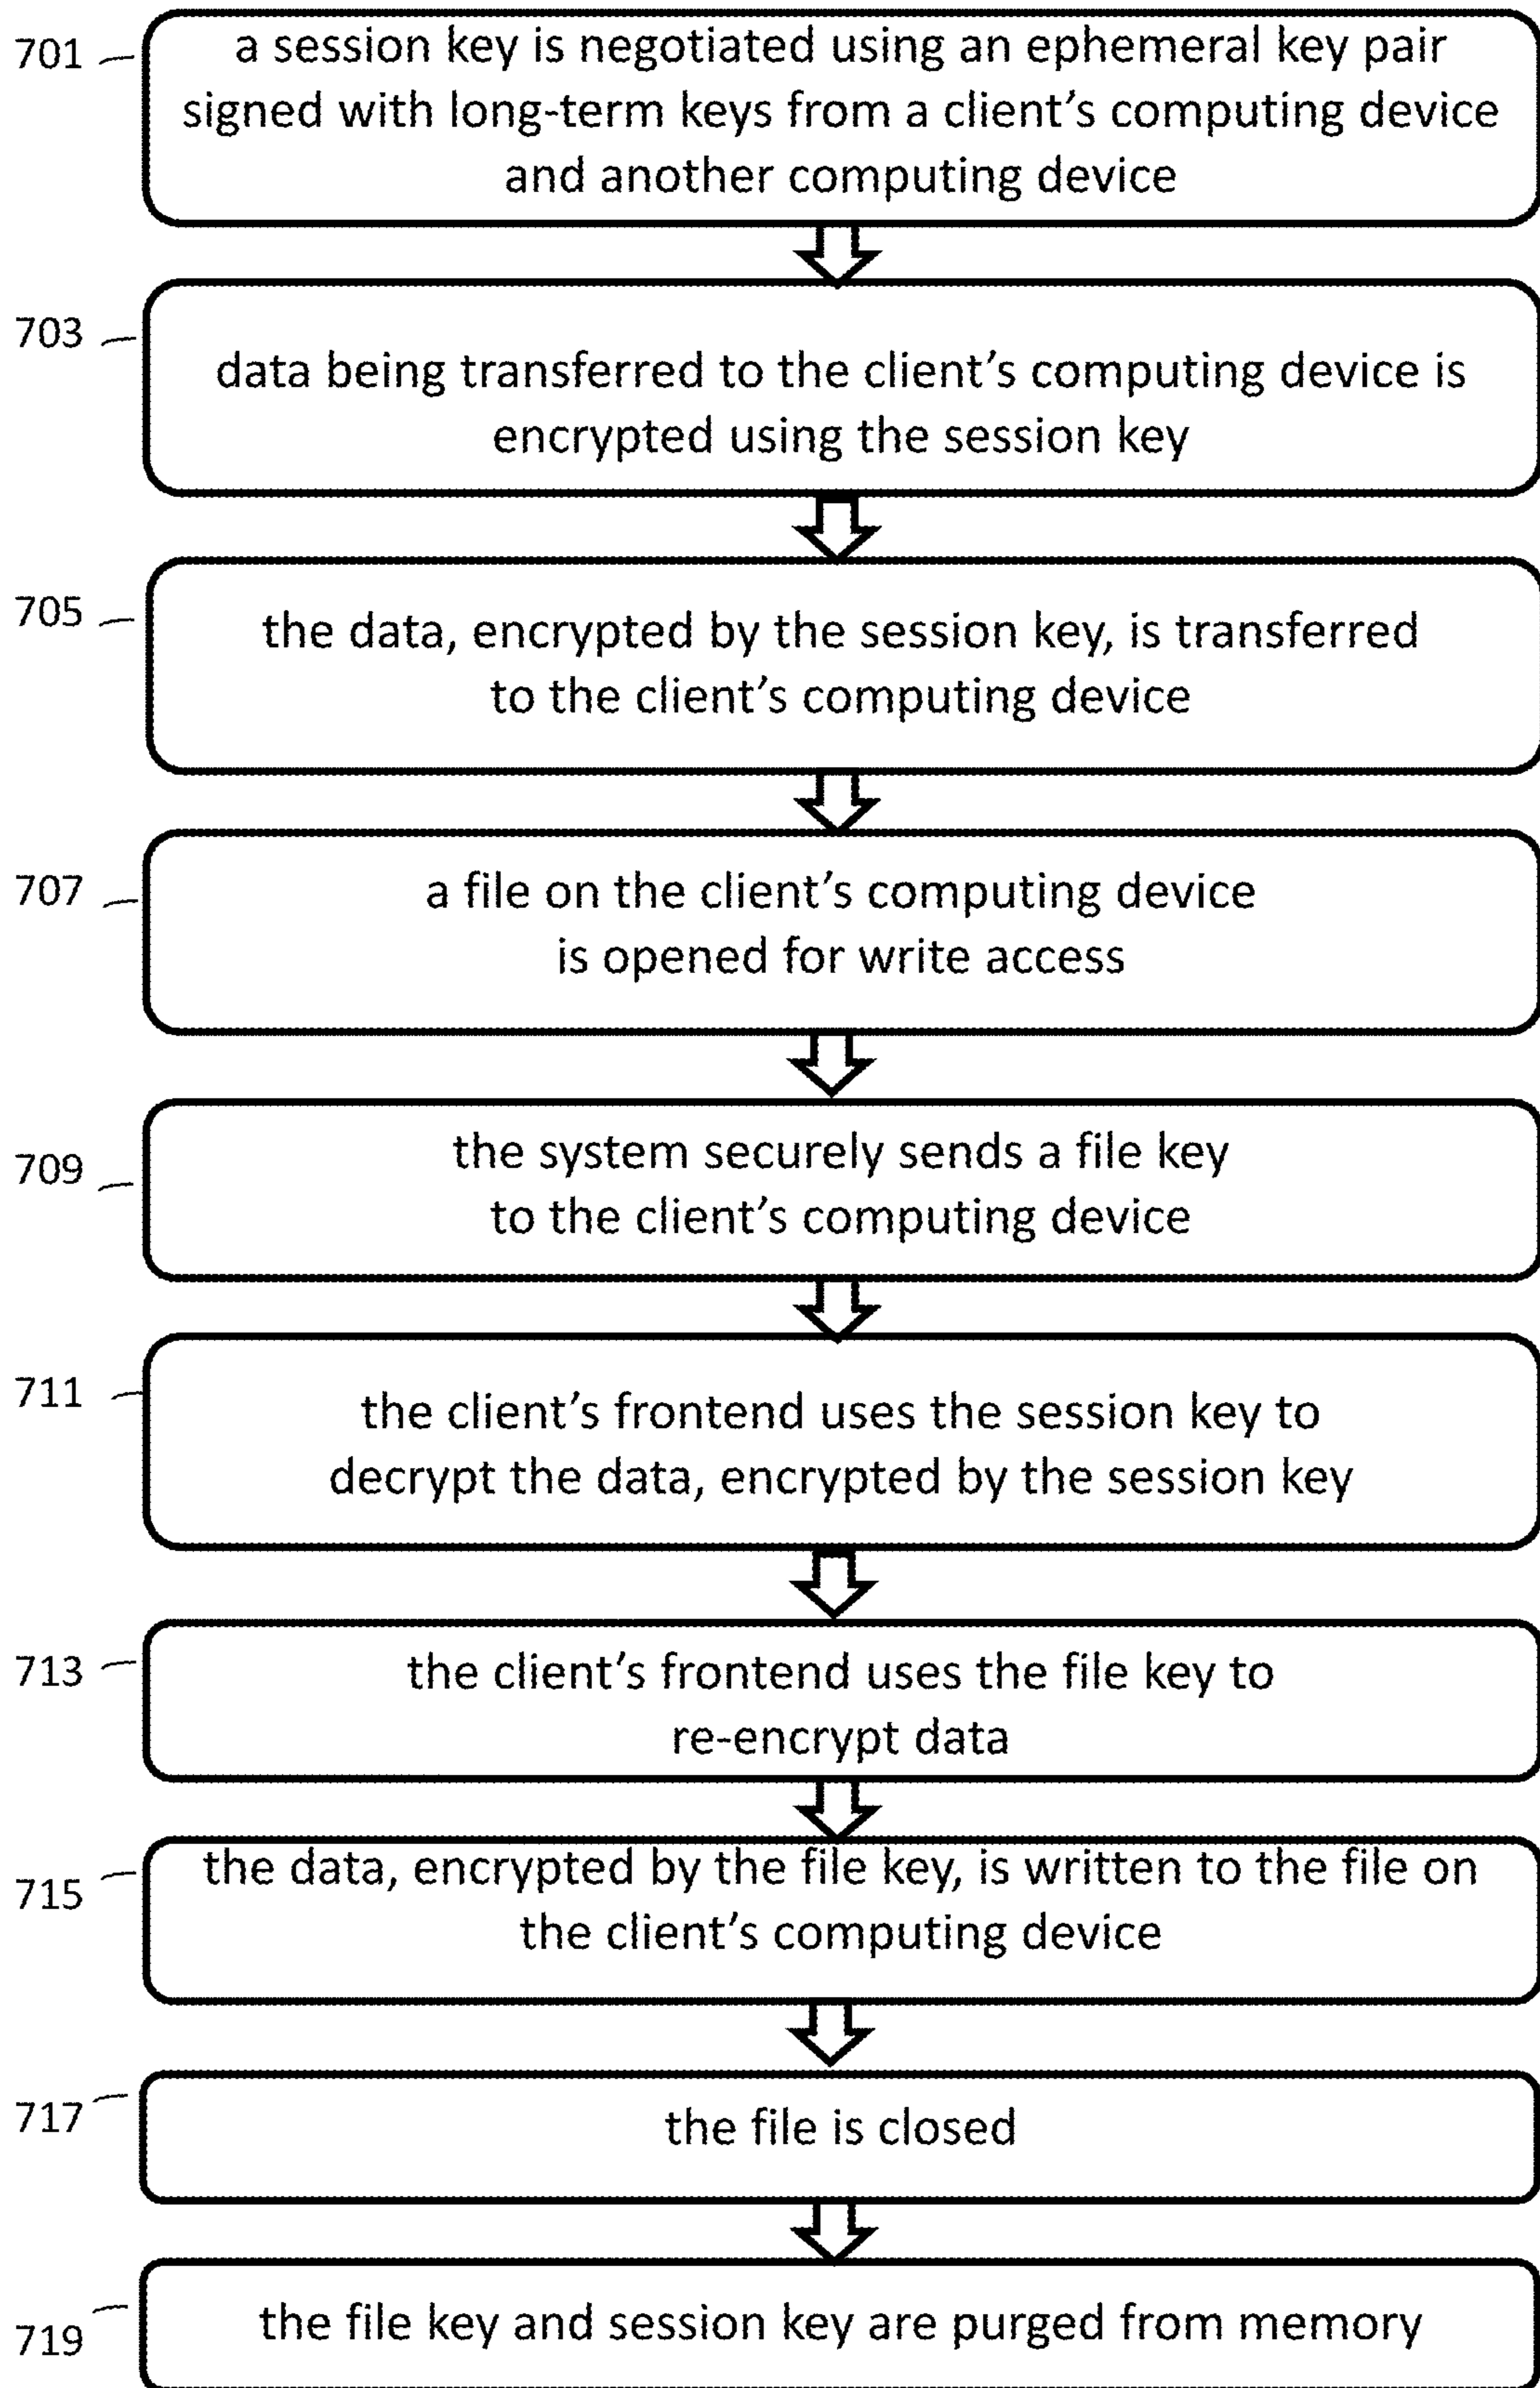 701
a session key is negotiated using an ephemeral key pair
signed with long-term keys from a client’s computing device
and another computing device
703
data being transferred to the client’s computing device is
encrypted using the session key
705
the data, encrypted by the session key, is transferred
to the client’s computing device
707
a file on the client’s computing device
is opened for write access
709
the system securely sends a file key
to the client’s computing device
711
the client’s frontend uses the session key to
decrypt the data, encrypted by the session key
713
the client’s frontend uses the file key to
re-encrypt data
715
the data, encrypted by the file key, is written to the file on
the client’s computing device
717
the file is closed
719
the file key and session key are purged from memory